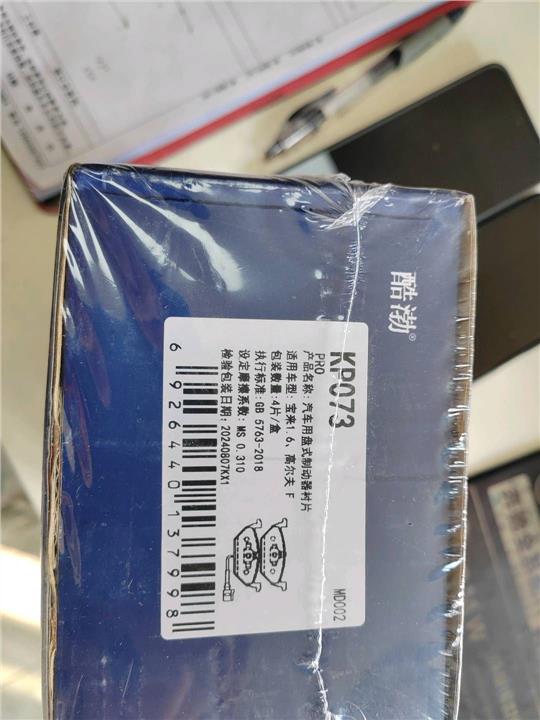 酷渤®
KP073
PRO
产品名称：汽车用盘式制动器衬片
适用车型：宝来1.6、高尔夫 F
包装数量：4片/盒
执行标准：GB 5763-2018
设定摩擦系数：MS 0.310
检验包装日期：20240807KX1
MD002
6926440137998